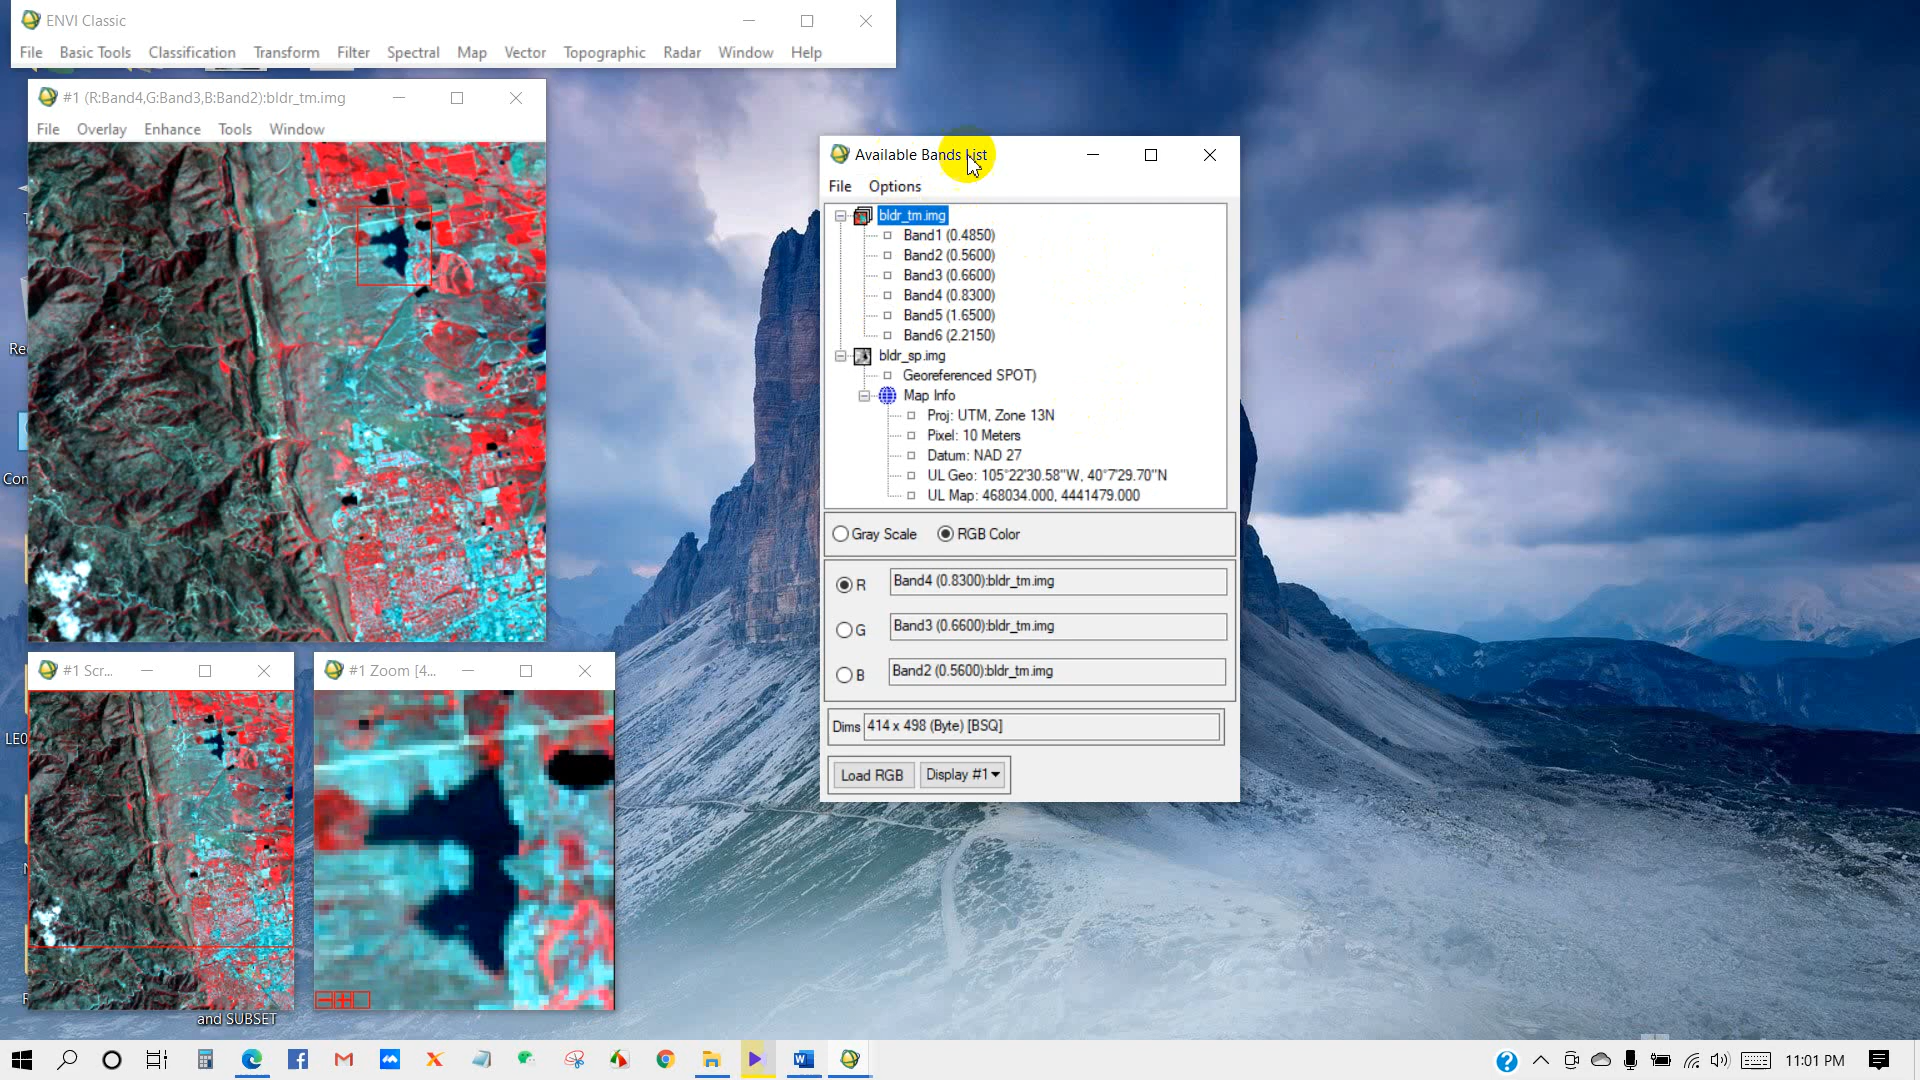 ENVI Classic
File Basic Tools Classification Transform Filter Spectral Map Vector Topographic Radar Window Help
#1 (R:Band4,G:Band3,B:Band2):bldr_tm.img
File Overlay Enhance Tools Window
Available Bands List
File Options
bldr_tm.img
Band1 (0.4850)
Band2 (0.5600)
Band3 (0.6600)
Band4 (0.8300)
Band5 (1.6500)
Band6 (2.2150)
bldr_sp.img
Georeferenced SPOT)
Map Info
Proj: UTM, Zone 13N
Pixel: 10 Meters
Datum: NAD 27
UL Geo: 105°22'30.58"W, 40°7'29.70"N
UL Map: 468034.000, 4441479.000
Gray Scale RGB Color
R Band4 (0.8300):bldr_tm.img
G Band3 (0.6600):bldr_tm.img
B Band2 (0.5600):bldr_tm.img
Dims 414 x 498 (Byte) [BSQ]
Load RGB Display #1
#1 Scr...
#1 Zoom [4...
Re
Con
LE0
and SUBSET
11:01 PM